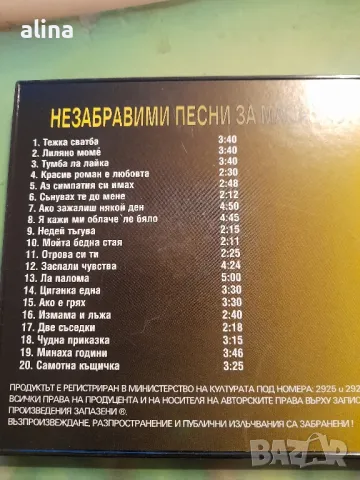 alina
НЕЗАБРАВИМИ ПЕСНИ ЗА
1. Тежка сватба 3:40
2. Лиляно моме 3:40
3. Тумба ла лайка 3:40
4. Красив роман е любовта 2:30
5. Аз симпатия си имах 2:48
6. Сънувах те до мене 2:12
7. Ако зажалиш някой ден 4:50
8. Я кажи ми облаче ле бяло 4:45
9. Недей тъгува 2:15
10. Мойта бедна стая 2:11
11. Отрова си ти 2:25
12. Заспали чувства 4:24
13. Ла палома 5:00
14. Циганка една 3:30
15. Ако е грях 3:30
16. Измама и лъжа 2:40
17. Две съседки 2:18
18. Чудна приказка 3:15
19. Минаха години 3:46
20. Самотна къщичка 3:25
ПРОДУКТЪТ Е РЕГИСТРИРАН В МИНИСТЕРСТВО НА КУЛТУРАТА ПОД НОМЕРА: 2925 и 292
ВСИЧКИ ПРАВА НА ПРОДУЦЕНТА И НА НОСИТЕЛЯ НА АВТОРСКИТЕ ПРАВА ВЪРХУ ЗАПИС
ПРОИЗВЕДЕНИЯ ЗАПАЗЕНИ ®.
ВЪЗПРОИЗВЕЖДАНЕ, РАЗПРОСТРАНЕНИЕ И ПУБЛИЧНИ ИЗЛЪЧВАНИЯ СА ЗАБРАНЕНИ !
bazar